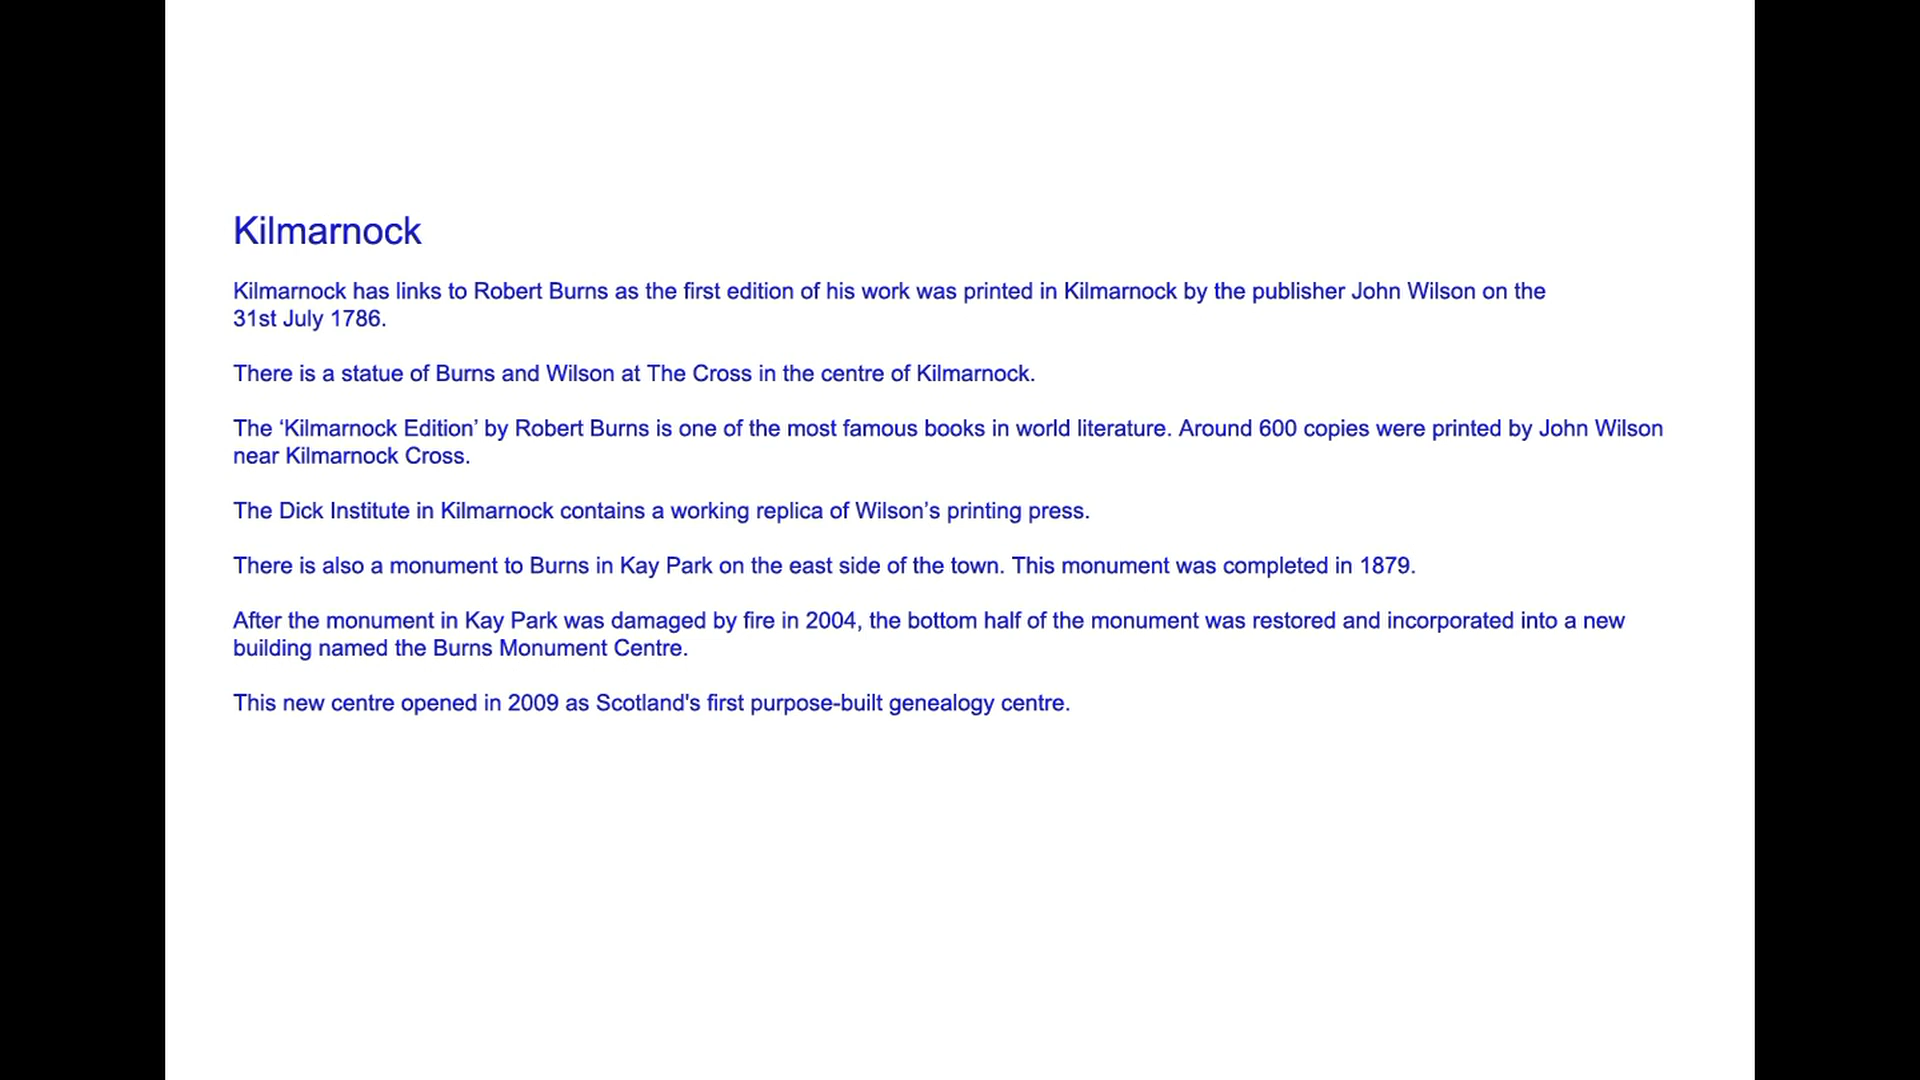 Kilmarnock
Kilmarnock has links to Robert Burns as the first edition of his work was printed in Kilmarnock by the publisher John Wilson on the
31st July 1786.
There is a statue of Burns and Wilson at The Cross in the centre of Kilmarnock.
The ‘Kilmarnock Edition’ by Robert Burns is one of the most famous books in world literature. Around 600 copies were printed by John Wilson
near Kilmarnock Cross.
The Dick Institute in Kilmarnock contains a working replica of Wilson’s printing press.
There is also a monument to Burns in Kay Park on the east side of the town. This monument was completed in 1879.
After the monument in Kay Park was damaged by fire in 2004, the bottom half of the monument was restored and incorporated into a new
building named the Burns Monument Centre.
This new centre opened in 2009 as Scotland's first purpose-built genealogy centre.